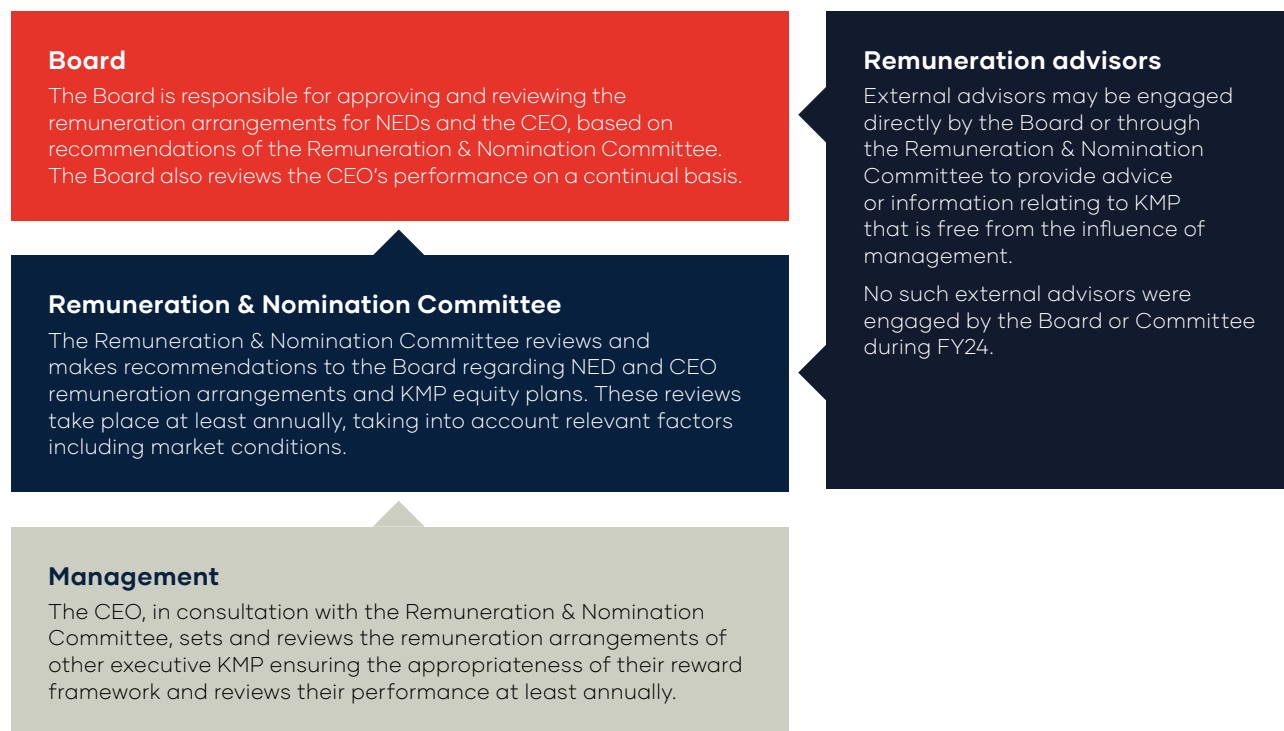 Board
The Board is responsible for approving and reviewing the
remuneration arrangements for NEDs and the CEO, based on
recommendations of the Remuneration & Nomination Committee.
The Board also reviews the CEO’s performance on a continual basis.
Remuneration & Nomination Committee
The Remuneration & Nomination Committee reviews and
makes recommendations to the Board regarding NED and CEO
remuneration arrangements and KMP equity plans. These reviews
take place at least annually, taking into account relevant factors
including market conditions.
Management
The CEO, in consultation with the Remuneration & Nomination
Committee, sets and reviews the remuneration arrangements of
other executive KMP ensuring the appropriateness of their reward
framework and reviews their performance at least annually.
Remuneration advisors
External advisors may be engaged
directly by the Board or through
the Remuneration & Nomination
Committee to provide advice
or information relating to KMP
that is free from the influence of
management.
No such external advisors were
engaged by the Board or Committee
during FY24.